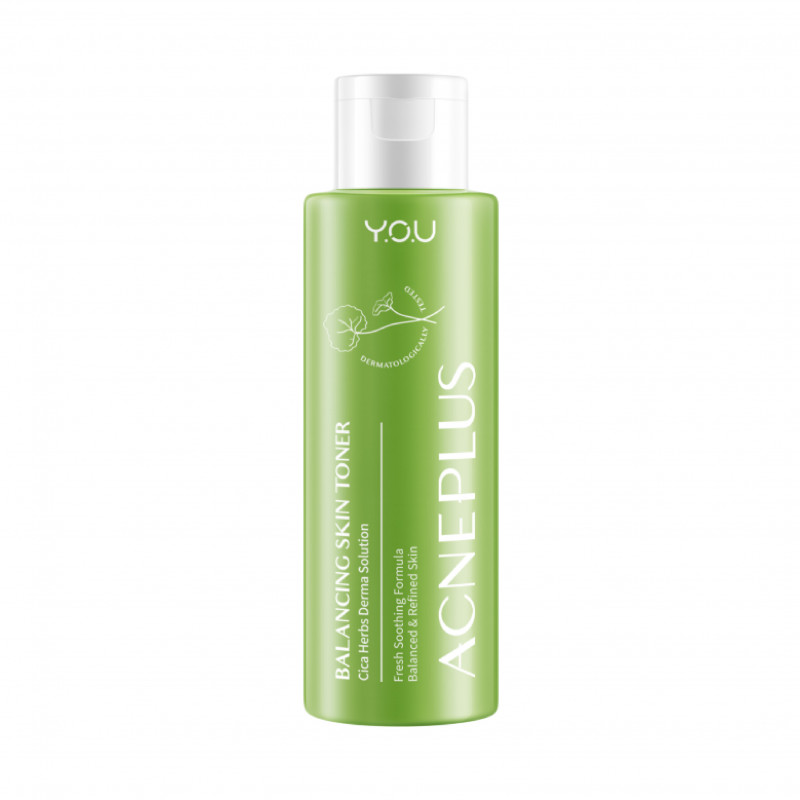 Y.O.U
DERMATOLOGICALLY TESTED
BALANCING SKIN TONER
Cica Herbs Derma Solution
Fresh Soothing Formula
Balanced & Refined Skin
ACNEPLUS